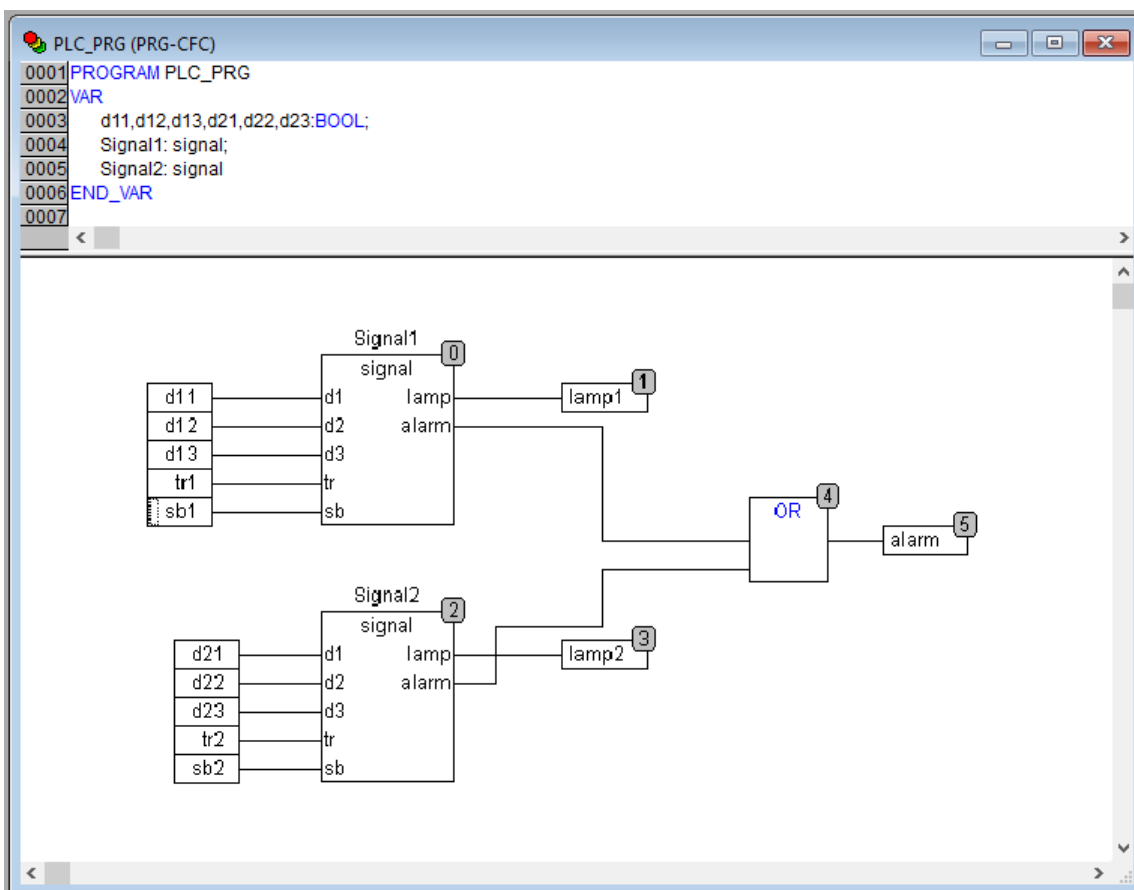 PLC_PRG (PRG-CFC)
0001 PROGRAM PLC_PRG
0002 VAR
0003 d11,d12,d13,d21,d22,d23:BOOL;
0004 Signal1: signal;
0005 Signal2: signal
0006 END_VAR
0007
Signal1
0
signal
d11 d1 lamp lamp1 1
d12 d2 alarm
d13 d3
tr1 tr
sb1 sb
OR 4
alarm 5
Signal2
2
signal
d21 d1 lamp lamp2 3
d22 d2 alarm
d23 d3
tr2 tr
sb2 sb